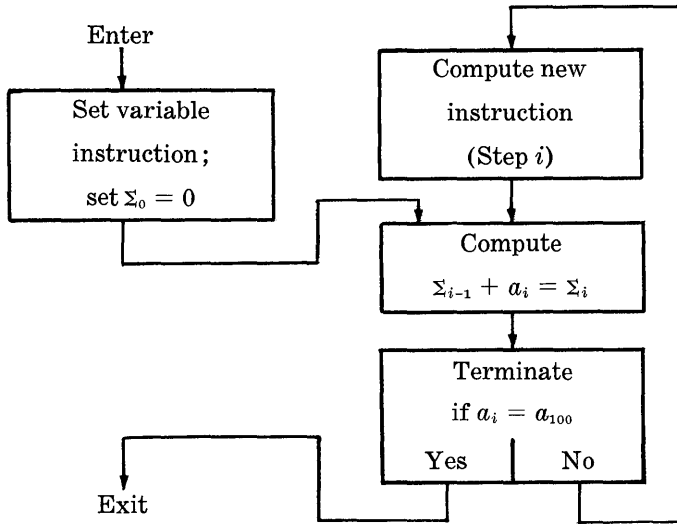 Enter
Set variable
instruction;
set Σ₀ = 0
Compute new
instruction
(Step i)
Compute
Σᵢ₋₁ + aᵢ = Σᵢ
Terminate
if aᵢ = a₁₀₀
Yes No
Exit